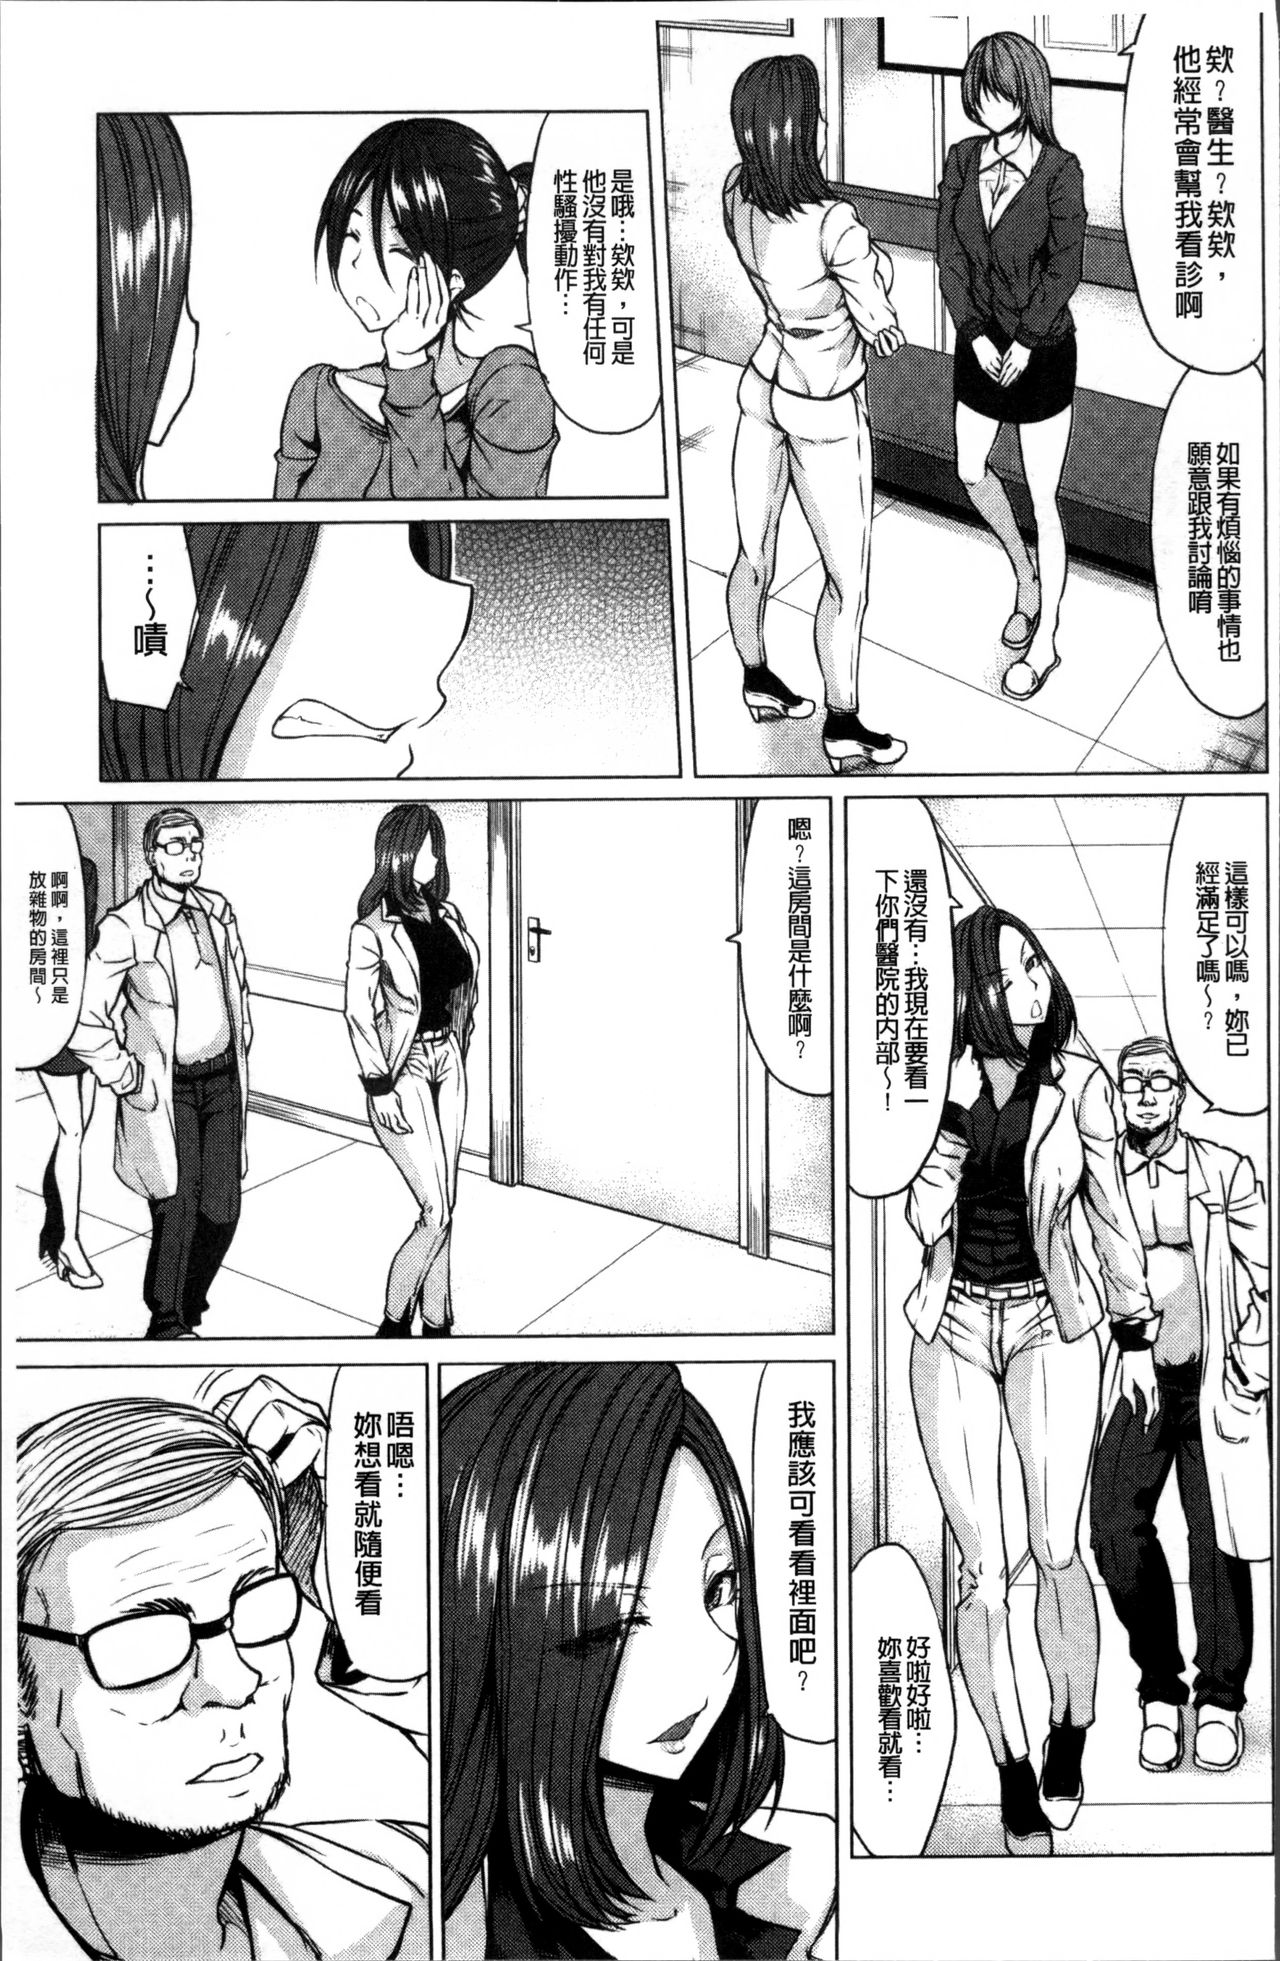 欸？醫生？欸欸，
他經常會幫我看診啊
如果有煩惱的事情也
願意跟我討論唷
是哦…欸欸，可是
他沒有對我有任何
性騷擾動作…
…～嘖
這樣可以嗎，妳已
經滿足了嗎～？
還沒有…我現在要看一
下你們醫院的內部～！
好啦好啦…
妳喜歡看就看…
嗯？這房間是什麼啊？
啊啊，這裡只是
放雜物的房間～
我應該可看看裡面吧？
唔嗯…
妳想看就隨便看